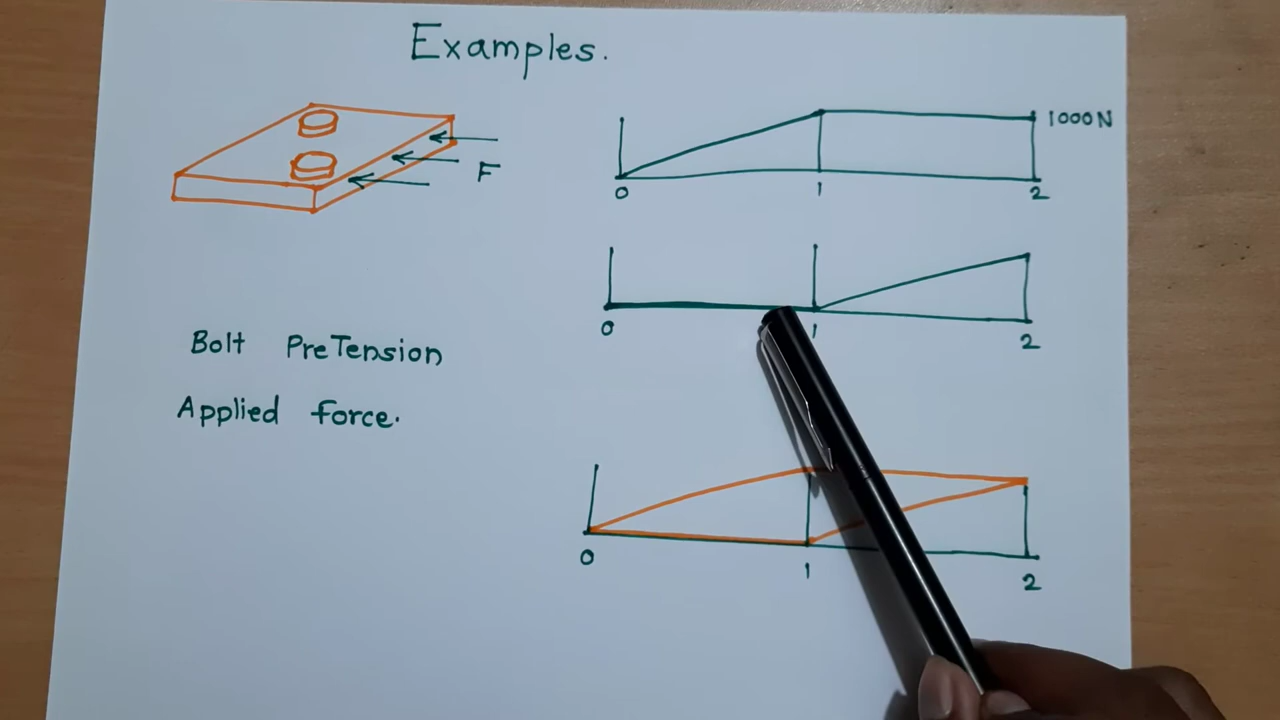 Examples.
F
1000N
0 1 2
0 1 2
Bolt PreTension
Applied force.
0 1 2